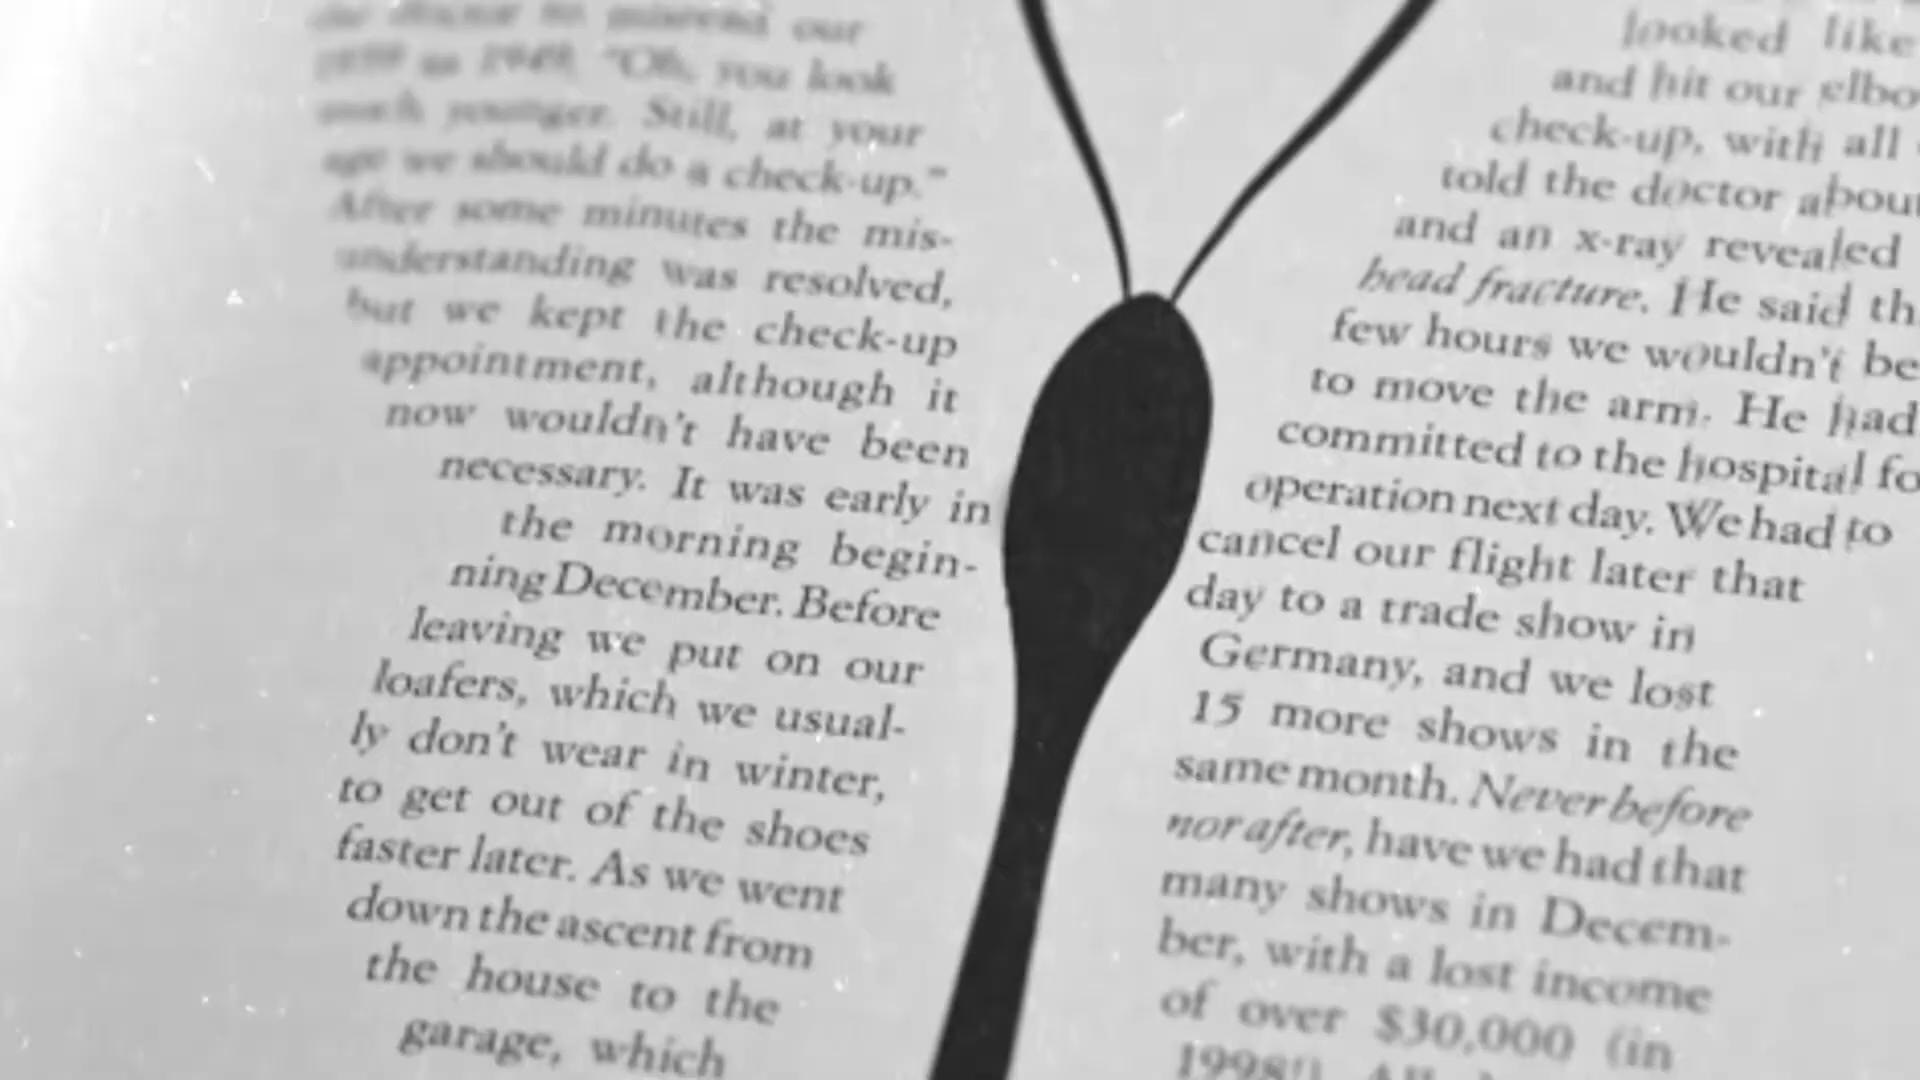 the doctor to misread our
1939 as 1949. "Oh, you look
much younger. Still, at your
age we should do a check-up."
After some minutes the mis-
understanding was resolved,
but we kept the check-up
appointment, although it
now wouldn't have been
necessary. It was early in
the morning begin-
ning December. Before
leaving we put on our
loafers, which we usual-
ly don't wear in winter,
to get out of the shoes
faster later. As we went
down the ascent from
the house to the
garage, which
looked like
and hit our elbo
check-up, with all
told the doctor about
and an x-ray revealed
head fracture. He said th
few hours we wouldn't be
to move the arm. He had
committed to the hospital fo
operation next day. We had to
cancel our flight later that
day to a trade show in
Germany, and we lost
15 more shows in the
same month. Never before
nor after, have we had that
many shows in Decem-
ber, with a lost income
of over $30,000 (in
1998!)